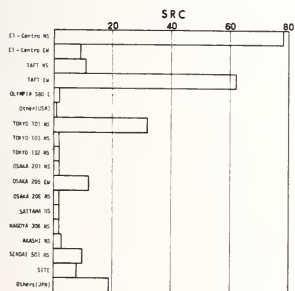 SRC
20 40 60 80
El-Centro NS
El-Centro EW
TAFT NS
TAFT EW
OLYMPIA S80 E
Other(USA)
TOKYO 101 NS
TOKYO 103 NS
TOKYO 132 NS
OSAKA 201 NS
OSAKA 205 EW
OSAKA 206 NS
SAITAMA NS
NAGOYA 306 NS
AKASHI NS
SENDAI 501 NS
SITE
Others(JPN)